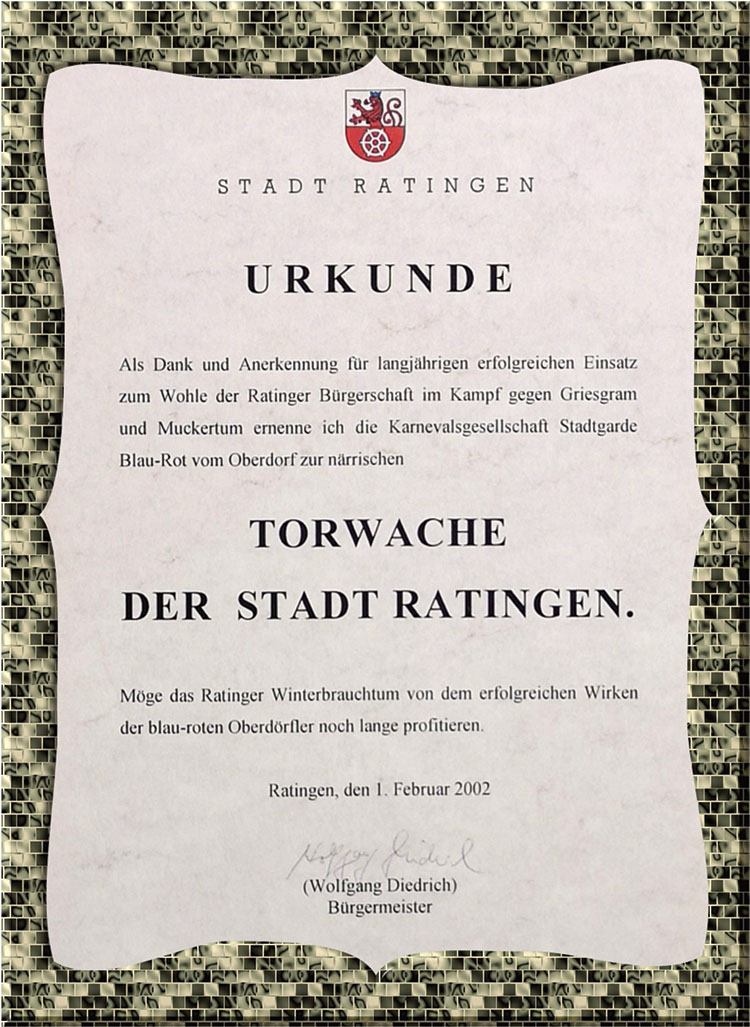 STADT RATINGEN
URKUNDE
Als Dank und Anerkennung für langjährigen erfolgreichen Einsatz
zum Wohle der Ratinger Bürgerschaft im Kampf gegen Griesgram
und Muckertum ernenne ich die Karnevalsgesellschaft Stadtgarde
Blau-Rot vom Oberdorf zur närrischen
TORWACHE
DER STADT RATINGEN.
Möge das Ratinger Winterbrauchtum von dem erfolgreichen Wirken
der blau-roten Oberdörfler noch lange profitieren.
Ratingen, den 1. Februar 2002
Wolfgang Diedrich
(Wolfgang Diedrich)
Bürgermeister